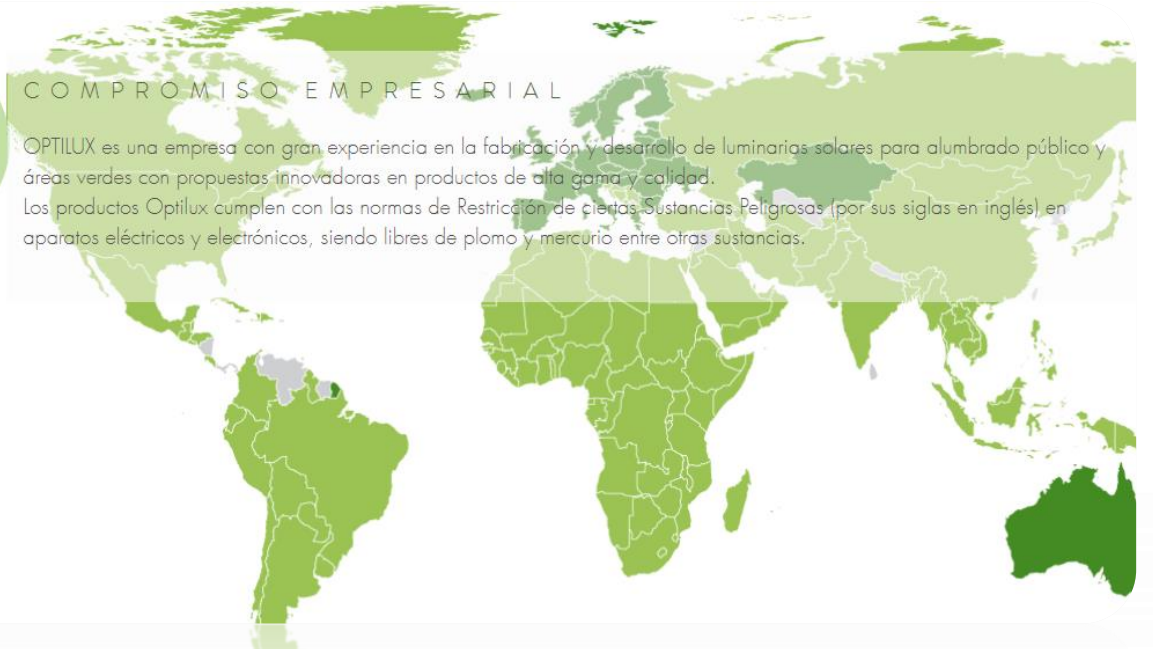 COMPROMISO EMPRESARIAL
OPTILUX es una empresa con gran experiencia en la fabricación y desarrollo de luminarias solares para alumbrado público y
áreas verdes con propuestas innovadoras en productos de alta gama y calidad.
Los productos Optilux cumplen con las normas de Restricción de ciertas Sustancias Peligrosas (por sus siglas en inglés) en
aparatos eléctricos y electrónicos, siendo libres de plomo y mercurio entre otras sustancias.